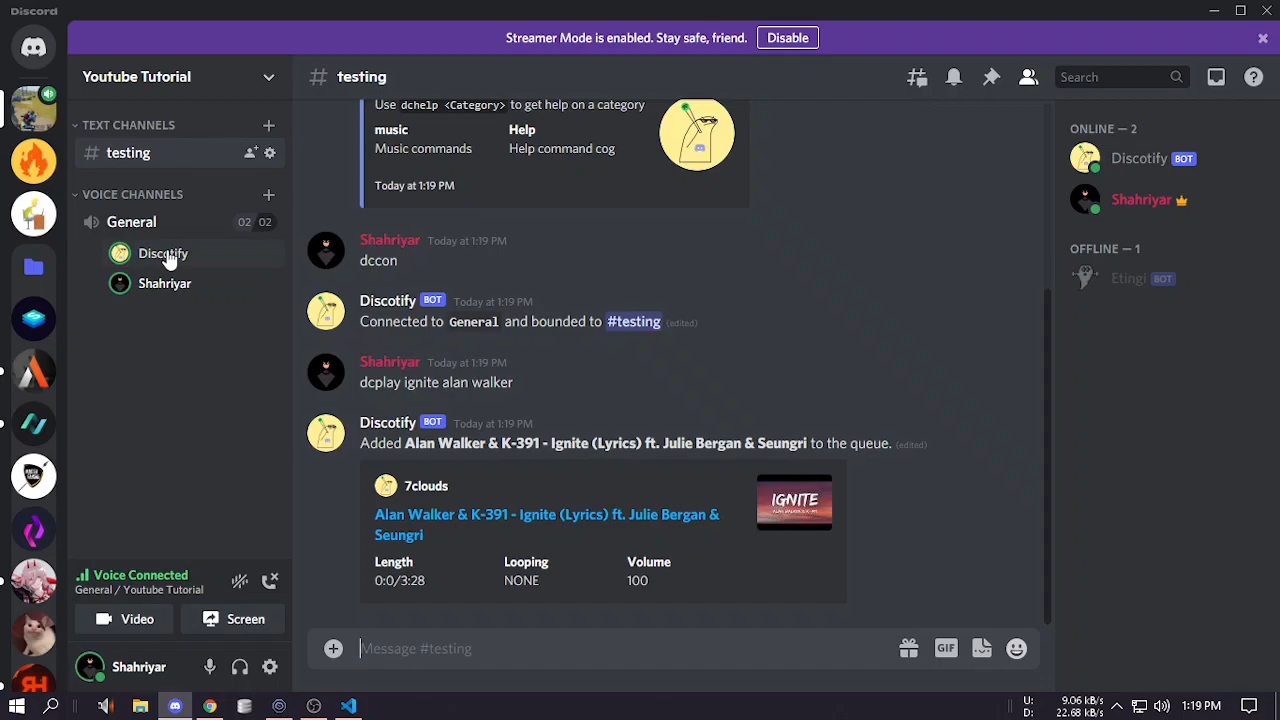 Discord
Streamer Mode is enabled. Stay safe, friend.
Disable
Youtube Tutorial
TEXT CHANNELS
# testing
VOICE CHANNELS
General
02 02
Discotify
Shahriyar
Voice Connected
General / Youtube Tutorial
Video
Screen
Shahriyar
# testing
Search
Use dchelp <Category> to get help on a category
music Help
Music commands Help command cog
Today at 1:19 PM
Shahriyar Today at 1:19 PM
dccon
Discotify BOT Today at 1:19 PM
Connected to General and bounded to #testing (edited)
Shahriyar Today at 1:19 PM
dcplay ignite alan walker
Discotify BOT Today at 1:19 PM
Added Alan Walker & K-391 - Ignite (Lyrics) ft. Julie Bergan & Seungri to the queue. (edited)
7clouds
Alan Walker & K-391 - Ignite (Lyrics) ft. Julie Bergan &
Seungri
IGNITE
Length Looping Volume
0:0/3:28 NONE 100
Message #testing
GIF
ONLINE — 2
Discotify BOT
Shahriyar
OFFLINE — 1
Etingi BOT
U: 9.06 kB/s
D: 22.68 kB/s
1:19 PM